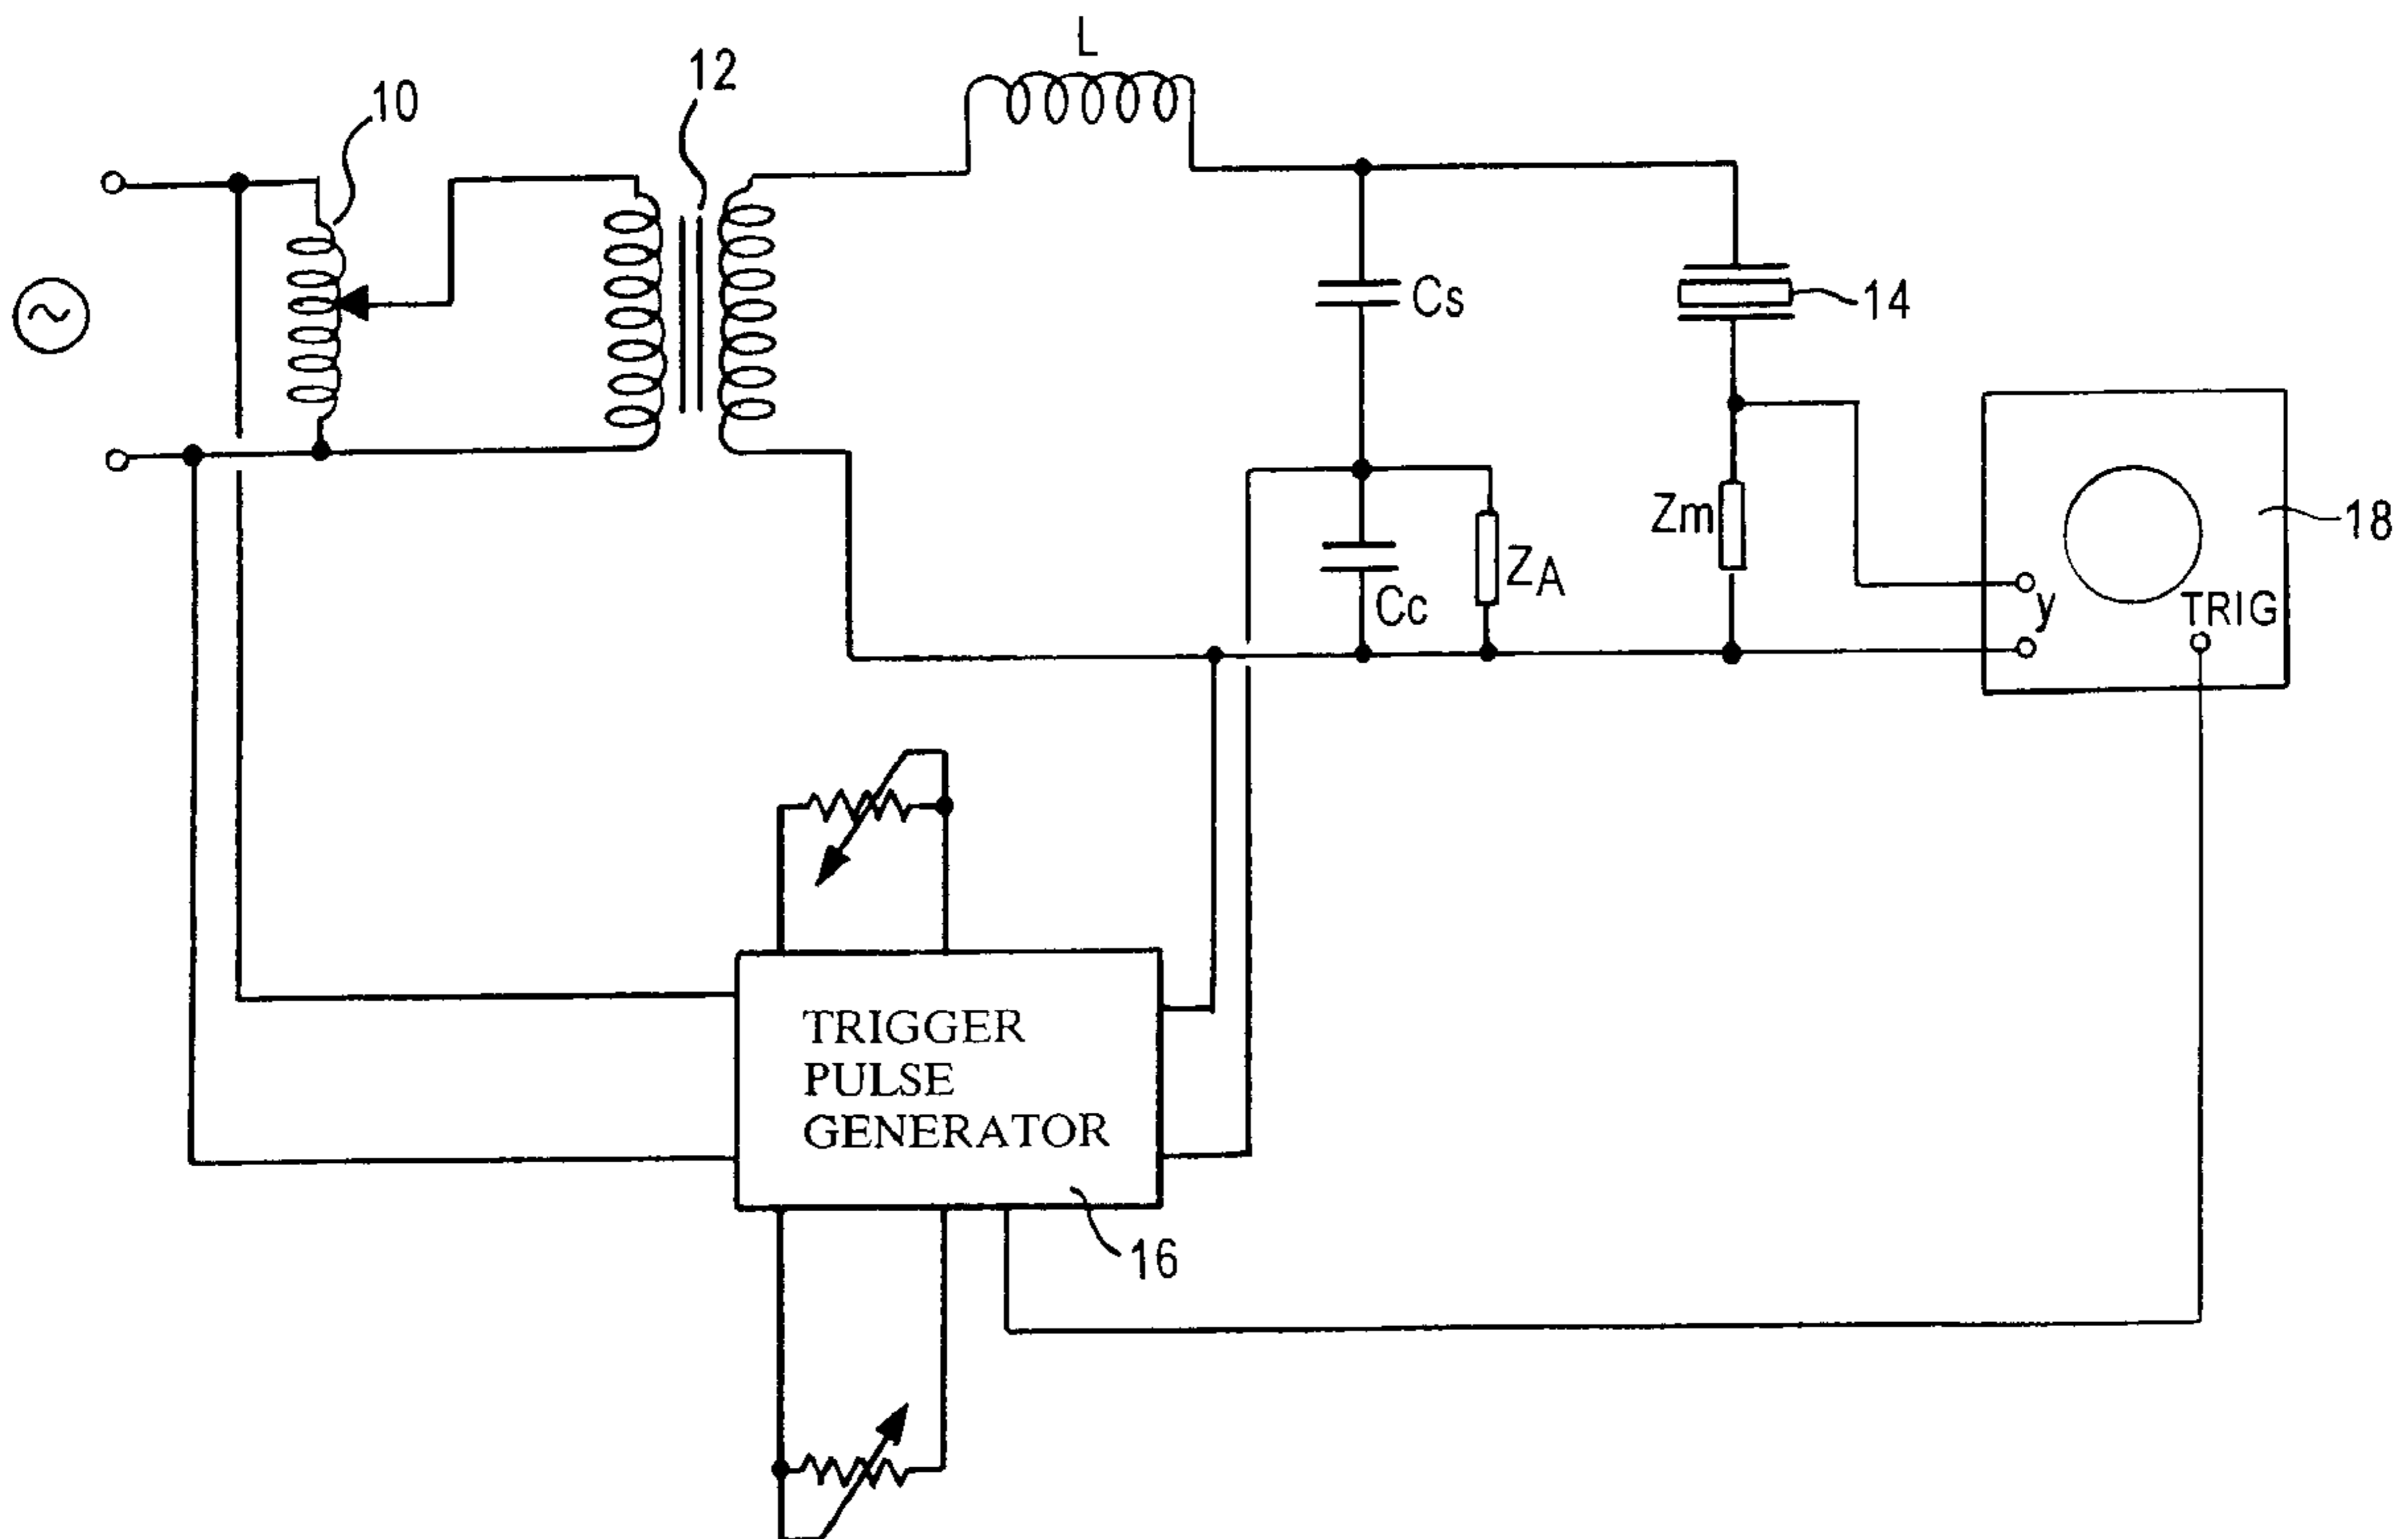 L
12
10
Cs
14
Zm
18
ZA
Cc
y
TRIG
TRIGGER
PULSE
GENERATOR
16